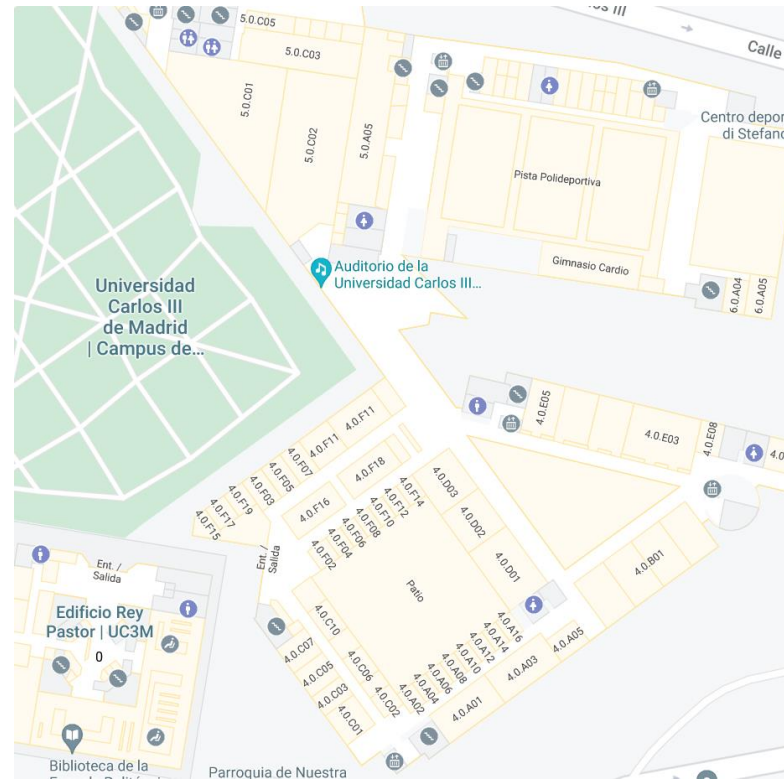 os III
Calle
5.0.C05
5.0.C03
5.0.C01
5.0.C02
5.0.A05
Centro depor
di Stefano
Pista Polideportiva
Gimnasio Cardio
6.0.A04
6.0.A05
Auditorio de la
Universidad Carlos III...
Universidad
Carlos III
de Madrid
| Campus de...
4.0.E05
4.0.E03
4.0.E08
4.0
4.0.F11
4.0.F11
4.0.F07
4.0.F05
4.0.F03
4.0.F19
4.0.F17
4.0.F15
4.0.F18
4.0.F16
4.0.F14
4.0.F12
4.0.F10
4.0.F08
4.0.F06
4.0.F04
4.0.F02
4.0.D03
4.0.D02
4.0.D01
4.0.B01
Patio
Ent. /
Salida
Ent. /
Salida
Edificio Rey
Pastor | UC3M
0
4.0.C10
4.0.C06
4.0.C02
4.0.C07
4.0.C05
4.0.C03
4.0.C01
4.0.A16
4.0.A14
4.0.A12
4.0.A10
4.0.A08
4.0.A06
4.0.A04
4.0.A02
4.0.A05
4.0.A03
4.0.A01
Biblioteca de la
Parroquia de Nuestra